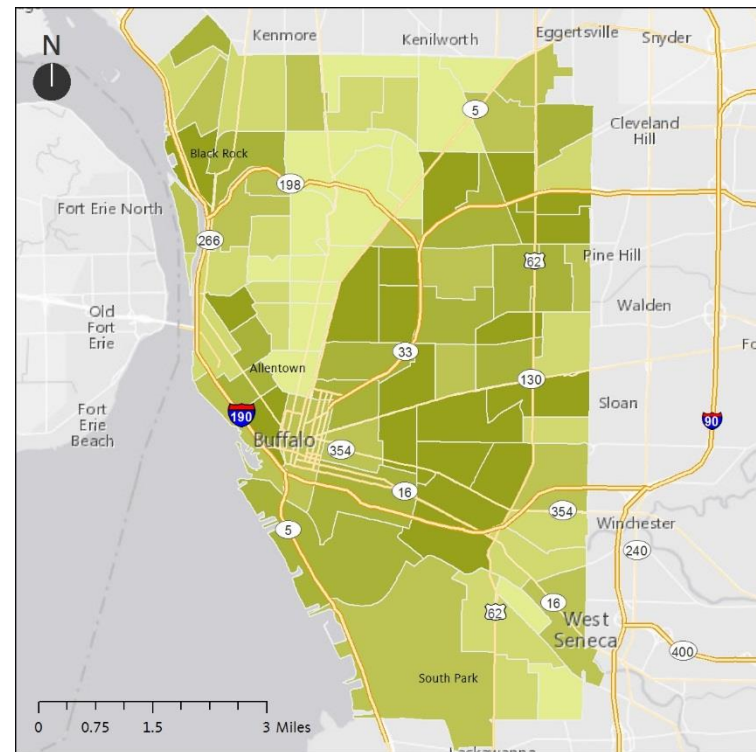 N
Kenmore
Kenilworth
Eggertsville
Snyder
5
Cleveland
Hill
Black Rock
198
Fort Erie North
266
62
Pine Hill
Old
Fort
Erie
Walden
33
Allentown
130
Fort
Erie
Beach
190
Buffalo
Sloan
90
354
16
5
354
Winchester
240
62
16
West
Seneca
400
South Park
0 0.75 1.5 3 Miles